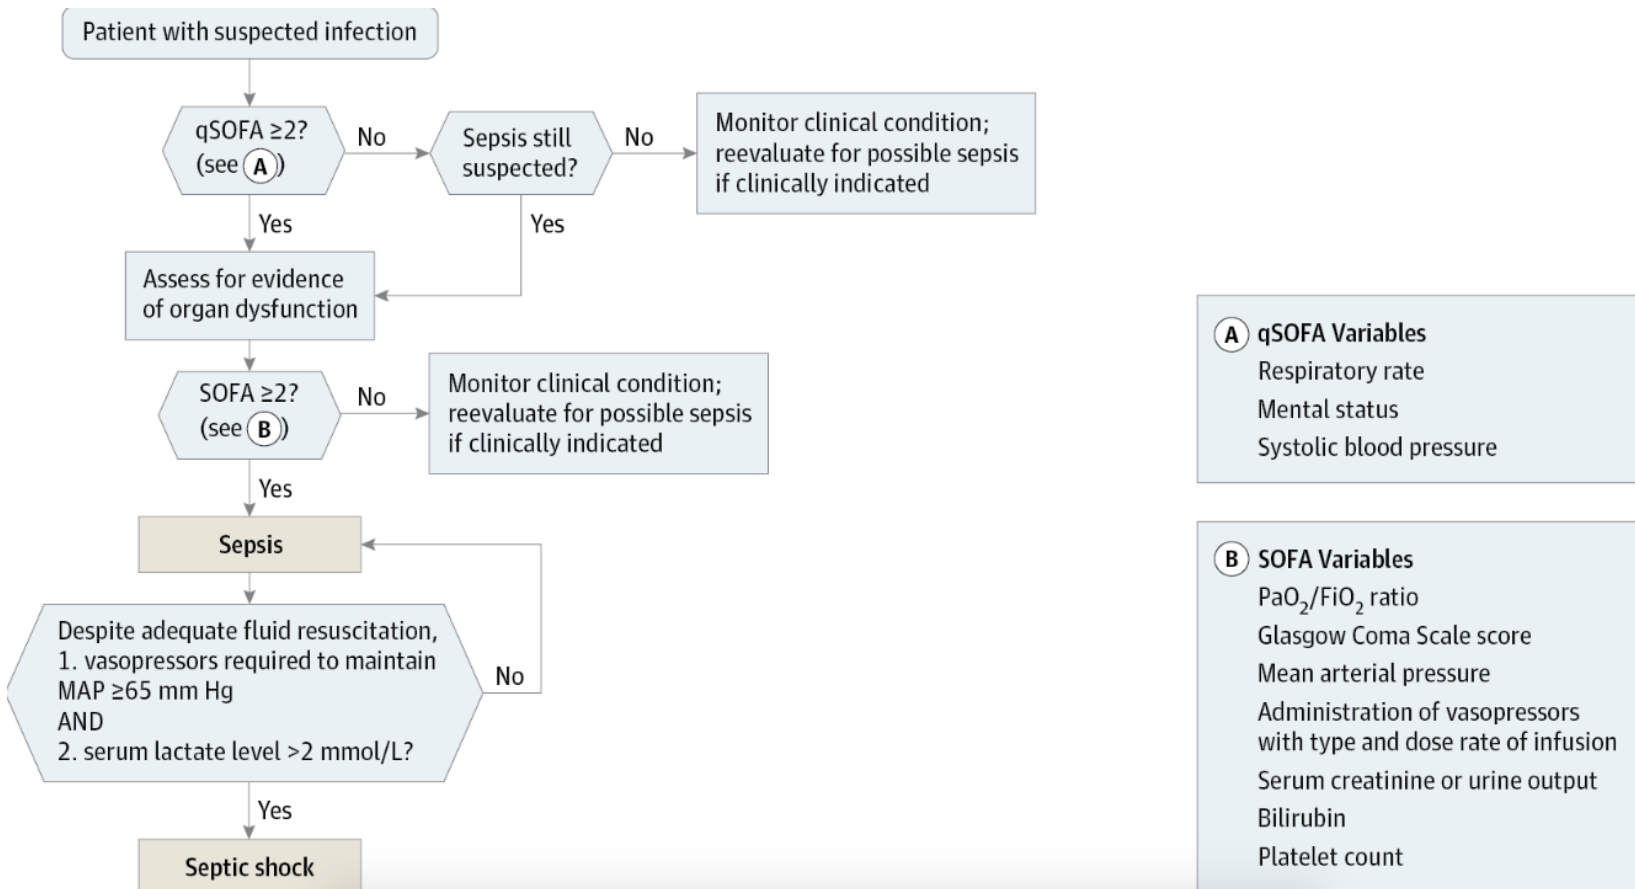 Patient with suspected infection
qSOFA ≥2?
(see A)
No
Sepsis still
suspected?
No
Monitor clinical condition;
reevaluate for possible sepsis
if clinically indicated
Yes
Yes
Assess for evidence
of organ dysfunction
SOFA ≥2?
(see B)
No
Monitor clinical condition;
reevaluate for possible sepsis
if clinically indicated
Yes
Sepsis
Despite adequate fluid resuscitation,
1. vasopressors required to maintain
MAP ≥65 mm Hg
AND
2. serum lactate level >2 mmol/L?
No
Yes
Septic shock
A qSOFA Variables
Respiratory rate
Mental status
Systolic blood pressure
B SOFA Variables
PaO₂/FiO₂ ratio
Glasgow Coma Scale score
Mean arterial pressure
Administration of vasopressors
with type and dose rate of infusion
Serum creatinine or urine output
Bilirubin
Platelet count